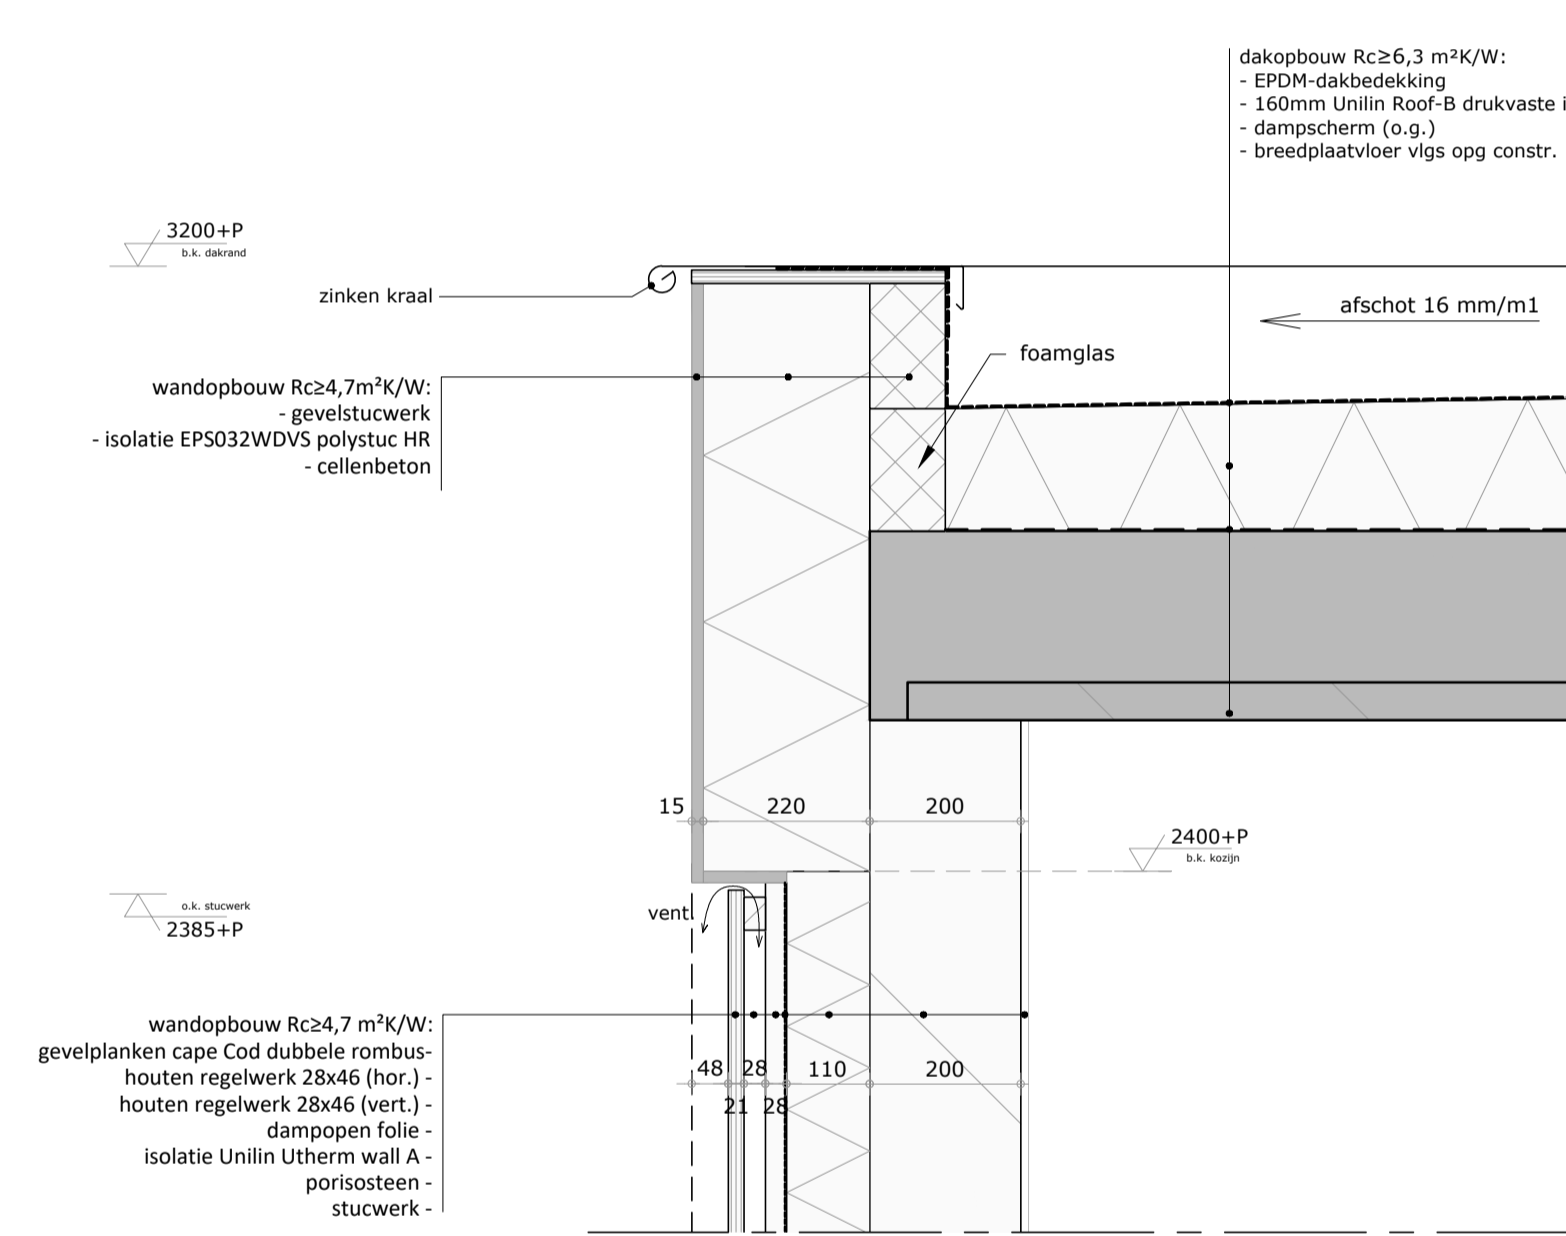 dakopbouw Rc≥6,3 m²K/W:
- EPDM-dakbedekking
- 160mm Unilin Roof-B drukvaste i
- dampscherm (o.g.)
- breedplaatvloer vlgs opg constr.
3200+P
b.k. dakrand
zinken kraal
afschot 16 mm/m1
foamglas
wandopbouw Rc≥4,7m²K/W:
- gevelstucwerk
- isolatie EPS032WDVS polystuc HR
- cellenbeton
15
220
200
2400+P
b.k. kozijn
o.k. stucwerk
2385+P
vent.
wandopbouw Rc≥4,7 m²K/W:
gevelplanken cape Cod dubbele rombus-
houten regelwerk 28x46 (hor.) -
houten regelwerk 28x46 (vert.) -
dampopen folie -
isolatie Unilin Utherm wall A -
porisosteen -
stucwerk -
48
28
110
200
21
28